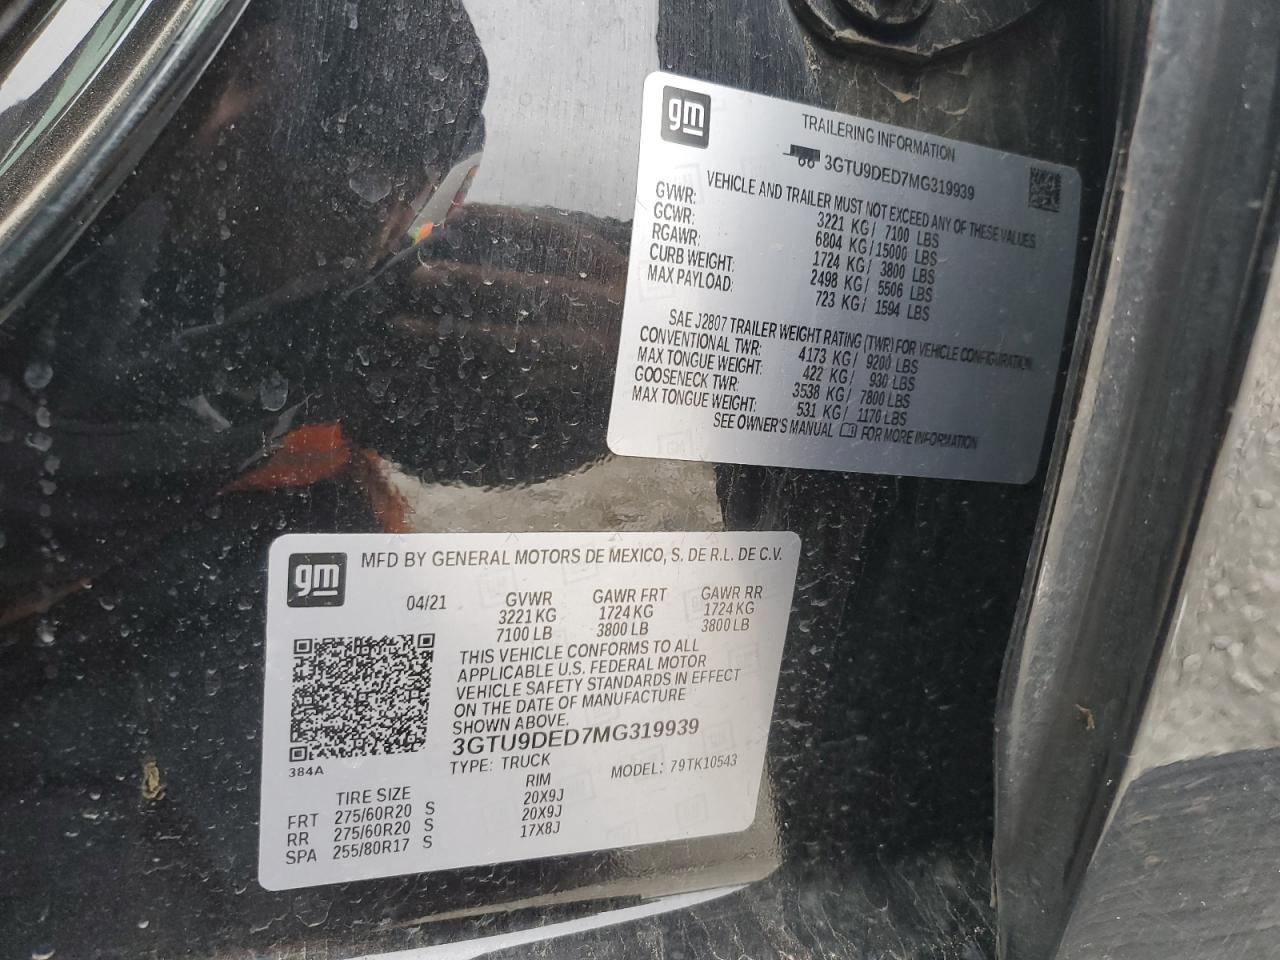 gm
TRAILERING INFORMATION
3GTU9DED7MG319939
VEHICLE AND TRAILER MUST NOT EXCEED ANY OF THESE VALUES
GVWR: 3221 KG/ 7100 LBS
GCWR: 6804 KG/15000 LBS
RGAWR: 1724 KG/ 3800 LBS
CURB WEIGHT: 2498 KG/ 5506 LBS
MAX PAYLOAD: 723 KG/ 1594 LBS
SAE J2807 TRAILER WEIGHT RATING (TWR) FOR VEHICLE CONFIGURATION
CONVENTIONAL TWR: 4173 KG/ 9200 LBS
MAX TONGUE WEIGHT: 422 KG/ 930 LBS
GOOSENECK TWR: 3538 KG/ 7800 LBS
MAX TONGUE WEIGHT: 531 KG/ 1170 LBS
SEE OWNER'S MANUAL FOR MORE INFORMATION
gm
MFD BY GENERAL MOTORS DE MEXICO, S. DE R.L. DE C.V.
04/21 GVWR GAWR FRT GAWR RR
3221 KG 1724 KG 1724 KG
7100 LB 3800 LB 3800 LB
THIS VEHICLE CONFORMS TO ALL
APPLICABLE U.S. FEDERAL MOTOR
VEHICLE SAFETY STANDARDS IN EFFECT
ON THE DATE OF MANUFACTURE
SHOWN ABOVE.
3GTU9DED7MG319939
384A
TYPE: TRUCK MODEL: 79TK10543
TIRE SIZE RIM
FRT 275/60R20 S 20X9J
RR 275/60R20 S 20X9J
SPA 255/80R17 S 17X8J